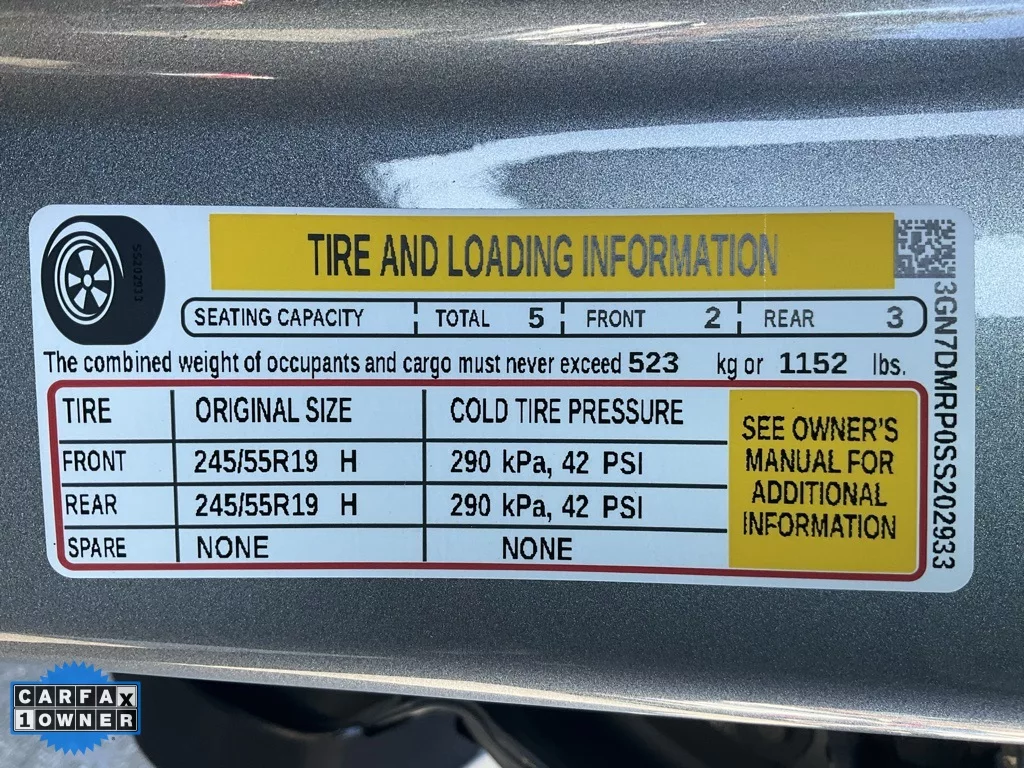 TIRE AND LOADING INFORMATION
SS202933
SEATING CAPACITY TOTAL 5 FRONT 2 REAR 3
The combined weight of occupants and cargo must never exceed 523 kg or 1152 lbs.
TIRE ORIGINAL SIZE COLD TIRE PRESSURE
FRONT 245/55R19 H 290 kPa, 42 PSI
REAR 245/55R19 H 290 kPa, 42 PSI
SPARE NONE NONE
SEE OWNER'S
MANUAL FOR
ADDITIONAL
INFORMATION
3GN7DMRP0SS202933
CARFAX
1 OWNER